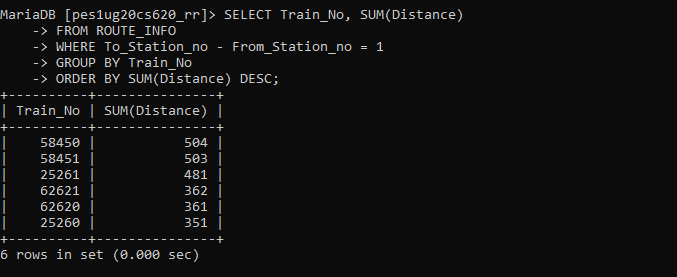 MariaDB [pes1ug20cs620_rr]> SELECT Train_No, SUM(Distance)
    -> FROM ROUTE_INFO
    -> WHERE To_Station_no - From_Station_no = 1
    -> GROUP BY Train_No
    -> ORDER BY SUM(Distance) DESC;
+----------+---------------+
| Train_No | SUM(Distance) |
+----------+---------------+
|    58450 |           504 |
|    58451 |           503 |
|    25261 |           481 |
|    62621 |           362 |
|    62620 |           361 |
|    25260 |           351 |
+----------+---------------+
6 rows in set (0.000 sec)